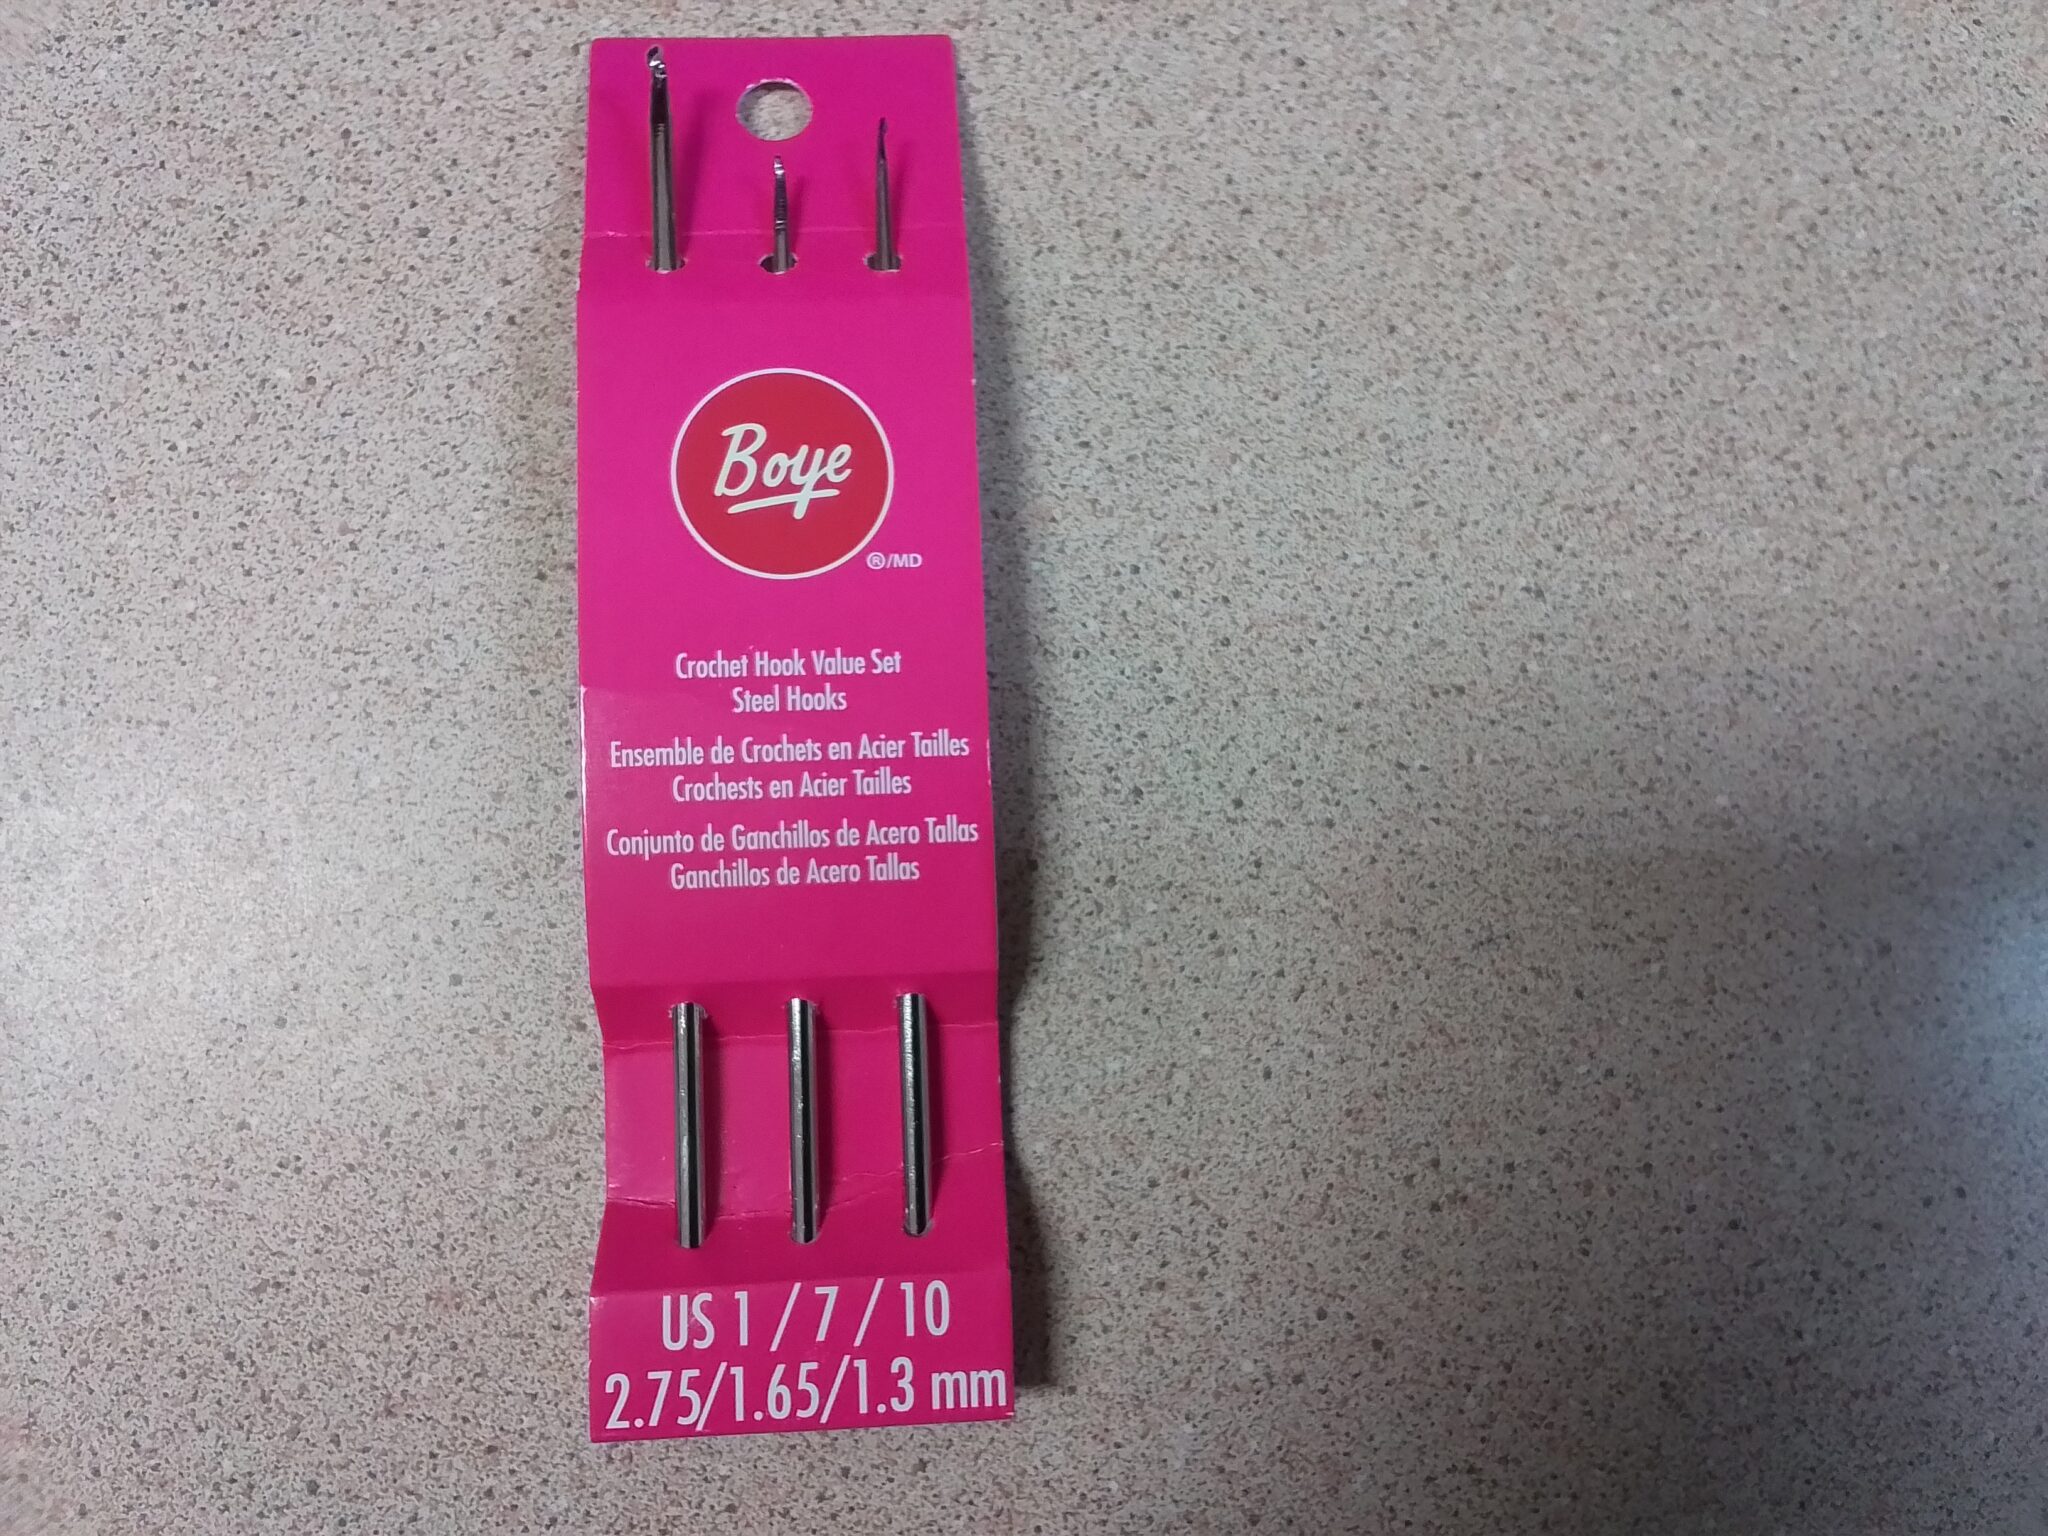 Boye
®/MD
Crochet Hook Value Set
Steel Hooks
Ensemble de Crochets en Acier Tailles
Crochests en Acier Tailles
Conjunto de Ganchillos de Acero Tallas
Ganchillos de Acero Tallas
US 1 / 7 / 10
2.75/1.65/1.3 mm